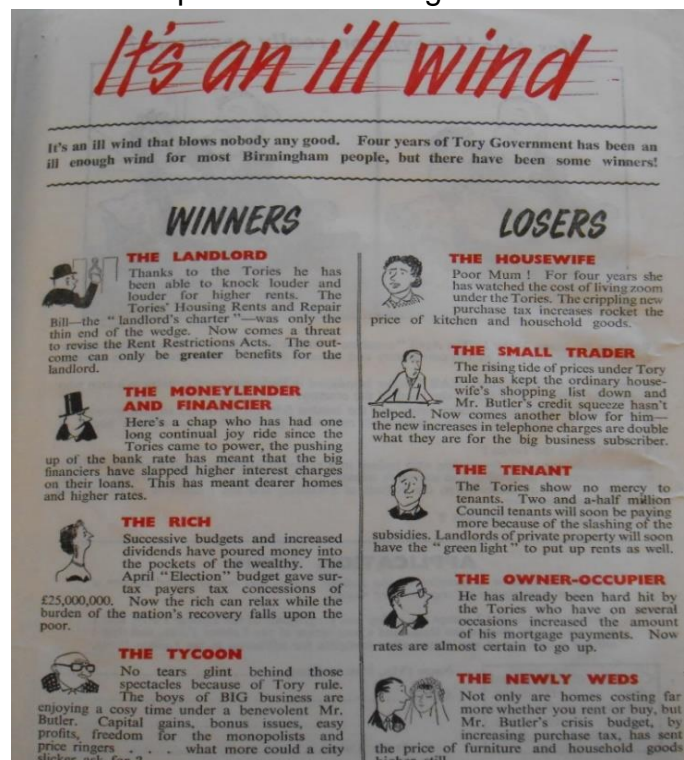 It's an ill wind
It's an ill wind that blows nobody any good. Four years of Tory Government has been an
ill enough wind for most Birmingham people, but there have been some winners!
WINNERS
THE LANDLORD
Thanks to the Tories he has
been able to knock louder and
louder for higher rents. The
Tories' Housing Rents and Repair
Bill—the "landlord's charter"—was only the
thin end of the wedge. Now comes a threat
to revise the Rent Restrictions Acts. The out-
come can only be greater benefits for the
landlord.
THE MONEYLENDER
AND FINANCIER
Here's a chap who has had one
long continual joy ride since the
Tories came to power, the pushing
up of the bank rate has meant that the big
financiers have slapped higher interest charges
on their loans. This has meant dearer homes
and higher rates.
THE RICH
Successive budgets and increased
dividends have poured money into
the pockets of the wealthy. The
April "Election" budget gave sur-
tax payers tax concessions of
£25,000,000. Now the rich can relax while the
burden of the nation's recovery falls upon the
poor.
THE TYCOON
No tears glint behind those
spectacles because of Tory rule.
The boys of BIG business are
enjoying a cosy time under a benevolent Mr.
Butler. Capital gains, bonus issues, easy
profits, freedom for the monopolists and
price ringers . . . what more could a city
LOSERS
THE HOUSEWIFE
Poor Mum ! For four years she
has watched the cost of living zoom
under the Tories. The crippling new
purchase tax increases rocket the
price of kitchen and household goods.
THE SMALL TRADER
The rising tide of prices under Tory
rule has kept the ordinary house-
wife's shopping list down and
Mr. Butler's credit squeeze hasn't
helped. Now comes another blow for him—
the new increases in telephone charges are double
what they are for the big business subscriber.
THE TENANT
The Tories show no mercy to
tenants. Two and a-half million
Council tenants will soon be paying
more because of the slashing of the
subsidies. Landlords of private property will soon
have the "green light" to put up rents as well.
THE OWNER-OCCUPIER
He has already been hard hit by
the Tories who have on several
occasions increased the amount
of his mortgage payments. Now
rates are almost certain to go up.
THE NEWLY WEDS
Not only are homes costing far
more whether you rent or buy, but
Mr. Butler's crisis budget, by
increasing purchase tax, has sent
the price of furniture and household goods